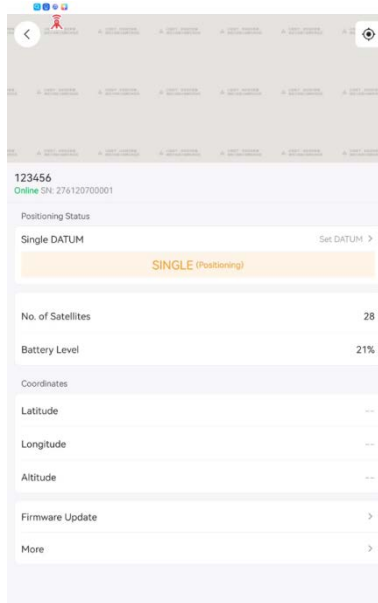 123456
Online SN: 276120700001
Positioning Status
Single DATUM Set DATUM >
SINGLE (Positioning)
No. of Satellites 28
Battery Level 21%
Coordinates
Latitude --
Longitude --
Altitude --
Firmware Update >
More >